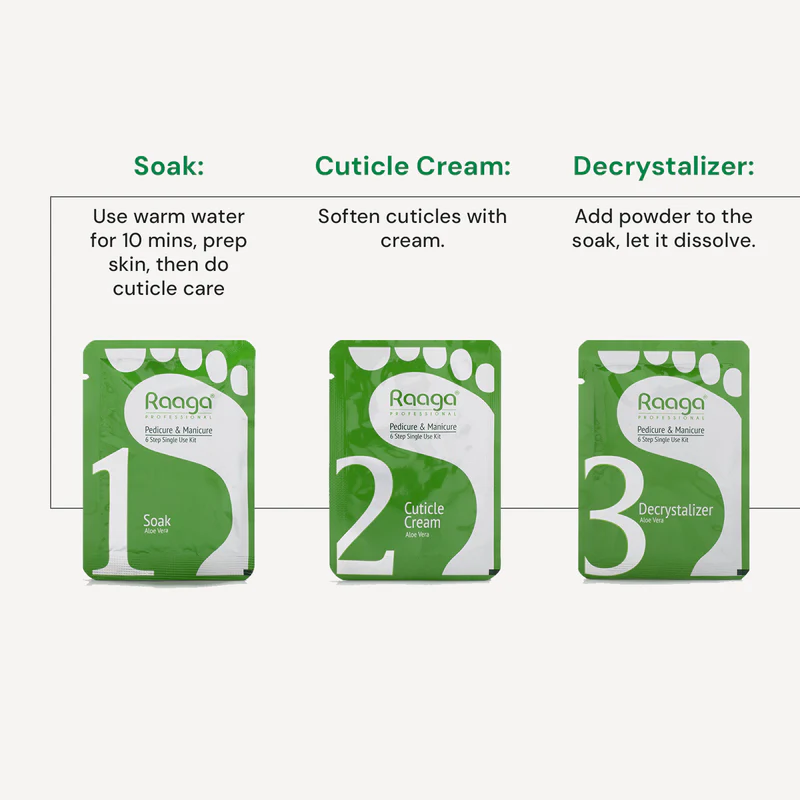 Soak:
Use warm water
for 10 mins, prep
skin, then do
cuticle care
Raaga®
PROFESSIONAL
Pedicure & Manicure
6 Step Single Use Kit
1
Soak
Aloe Vera
Cuticle Cream:
Soften cuticles with
cream.
Raaga®
PROFESSIONAL
Pedicure & Manicure
6 Step Single Use Kit
2
Cuticle
Cream
Aloe Vera
Decrystalizer:
Add powder to the
soak, let it dissolve.
Raaga®
PROFESSIONAL
Pedicure & Manicure
6 Step Single Use Kit
3
Decrystalizer
Aloe Vera